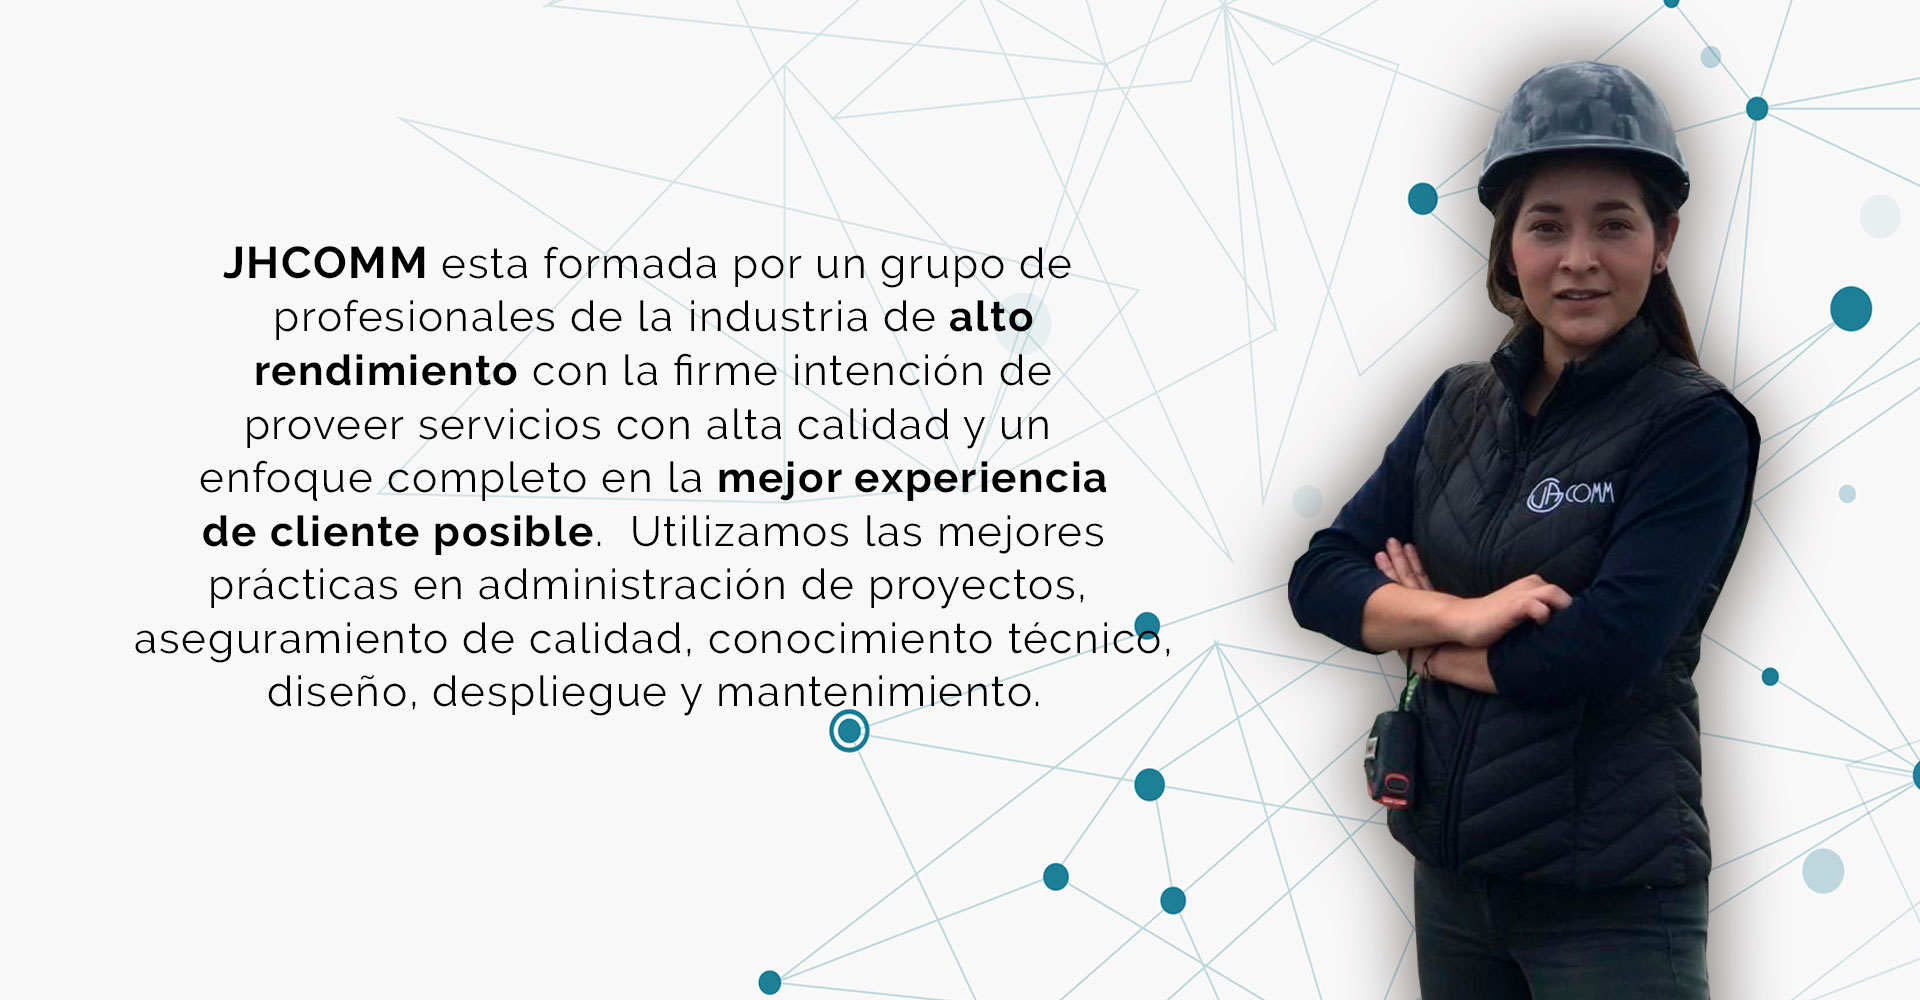 JHCOMM esta formada por un grupo de
profesionales de la industria de alto
rendimiento con la firme intención de
proveer servicios con alta calidad y un
enfoque completo en la mejor experiencia
de cliente posible.  Utilizamos las mejores
prácticas en administración de proyectos,
aseguramiento de calidad, conocimiento técnico,
diseño, despliegue y mantenimiento.
COMM